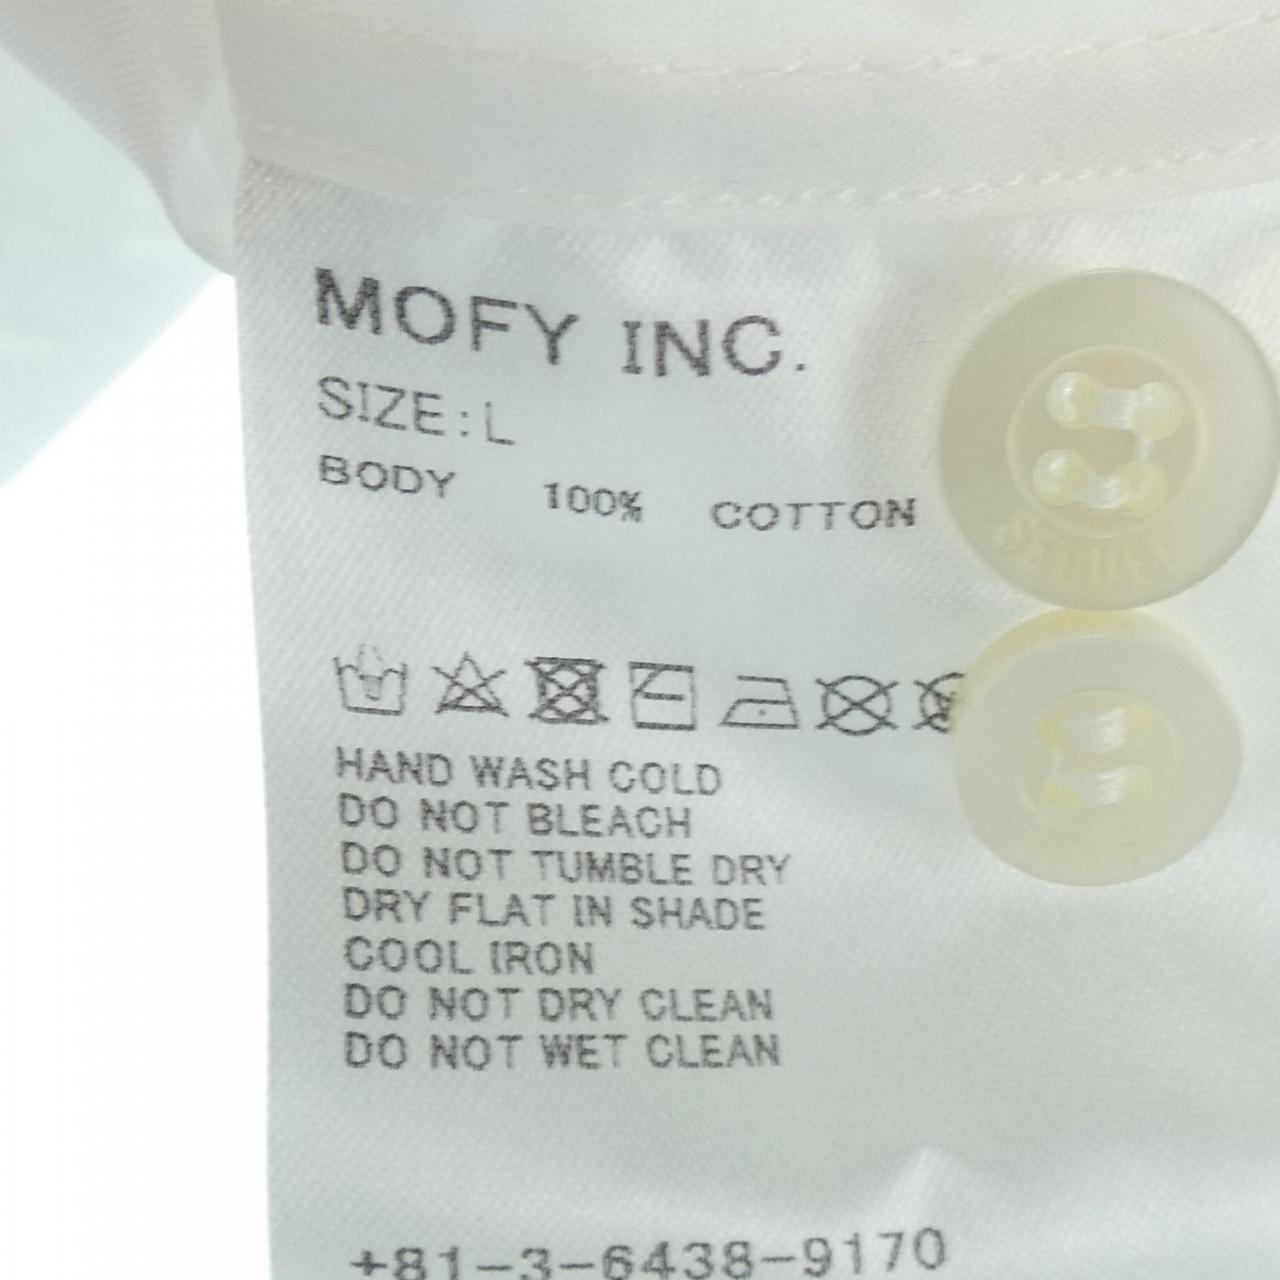 MOFY INC.
SIZE:L
BODY 100% COTTON
HAND WASH COLD
DO NOT BLEACH
DO NOT TUMBLE DRY
DRY FLAT IN SHADE
COOL IRON
DO NOT DRY CLEAN
DO NOT WET CLEAN
+81-3-6438-9170